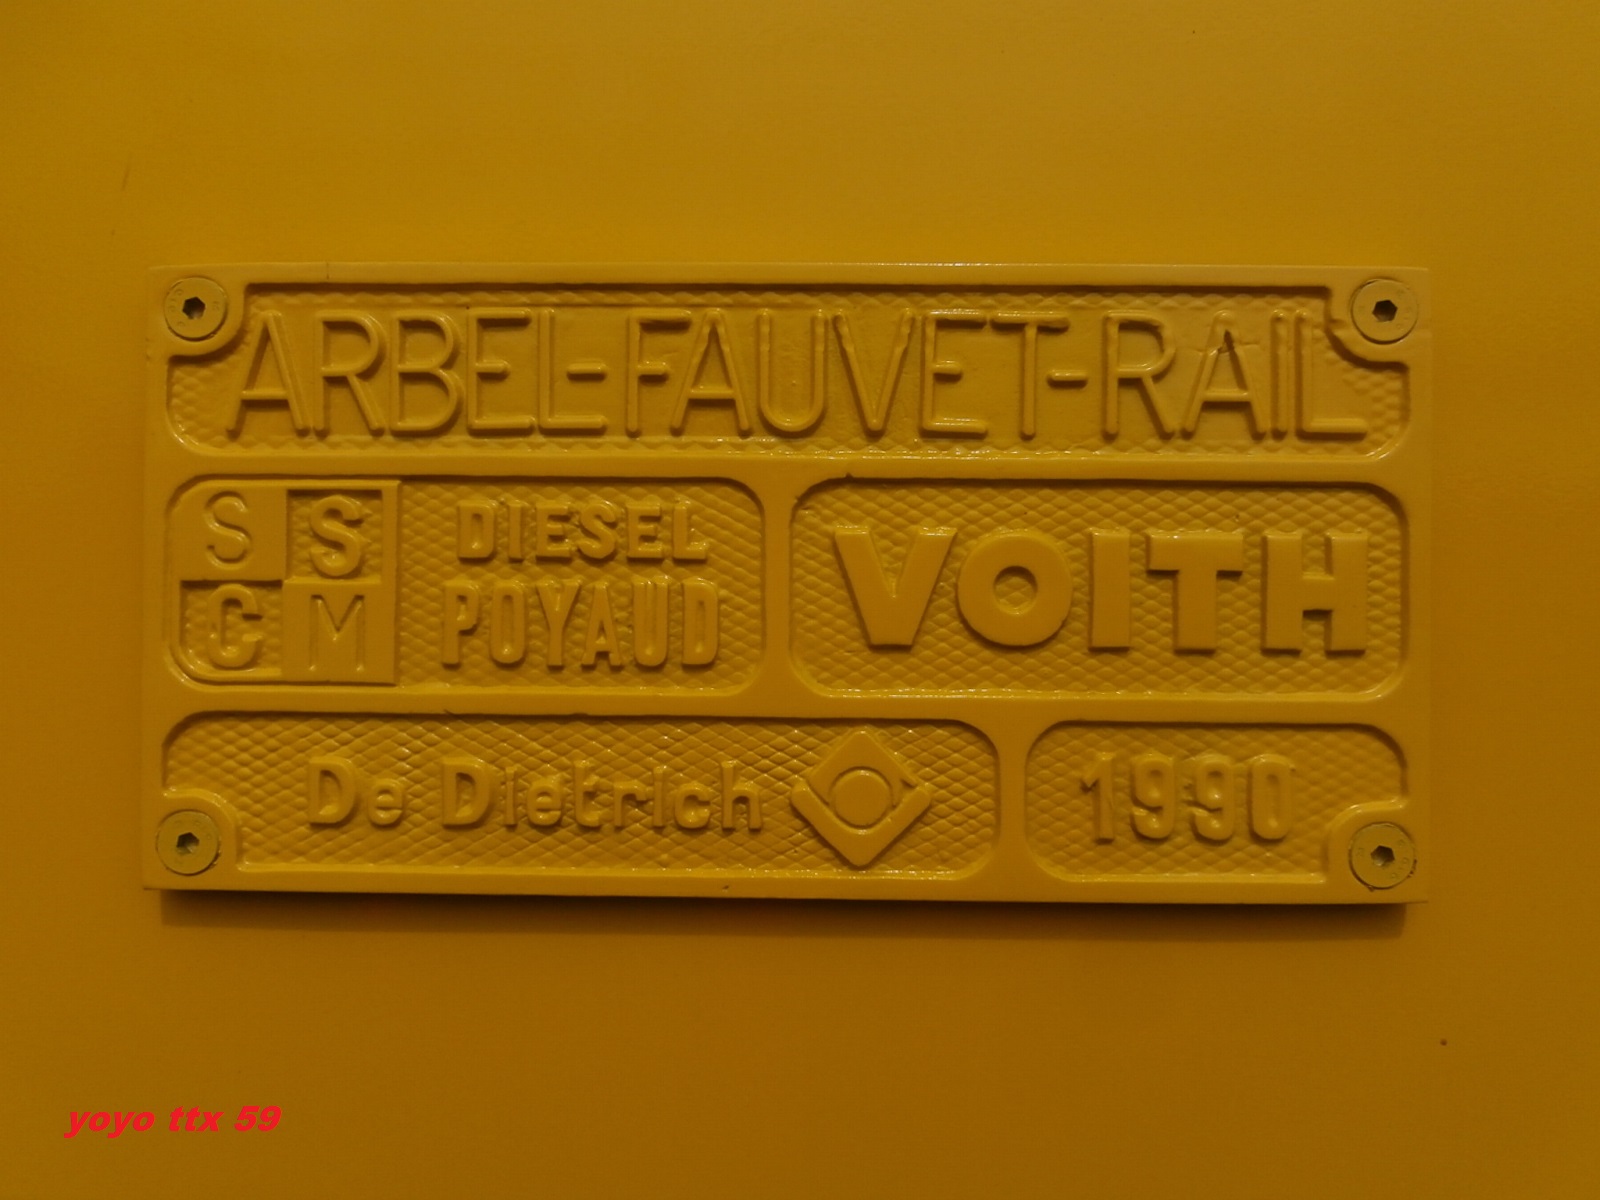 ARBEL-FAUVET-RAIL
S S
C M
DIESEL
POYAUD
VOITH
De Dietrich
1990
yoyo ttx 59